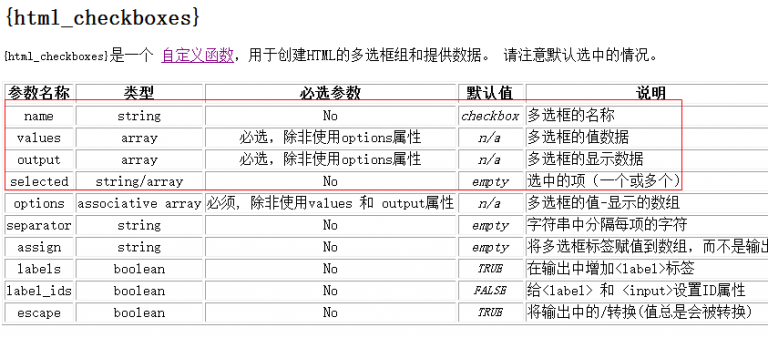 {html_checkboxes}
{html_checkboxes}是一个 自定义函数，用于创建HTML的多选框组和提供数据。 请注意默认选中的情况。
参数名称 类型 必选参数 默认值 说明
name string No checkbox 多选框的名称
values array 必选，除非使用options属性 n/a 多选框的值数据
output array 必选，除非使用options属性 n/a 多选框的显示数据
selected string/array No empty 选中的项（一个或多个）
options associative array 必须，除非使用values 和 output属性 n/a 多选框的值-显示的数组
separator string No empty 字符串中分隔每项的字符
assign string No empty 将多选框标签赋值到数组，而不是输出
labels boolean No TRUE 在输出中增加<label>标签
label_ids boolean No FALSE 给<label> 和 <input>设置ID属性
escape boolean No TRUE 将输出中的/转换(值总是会被转换)